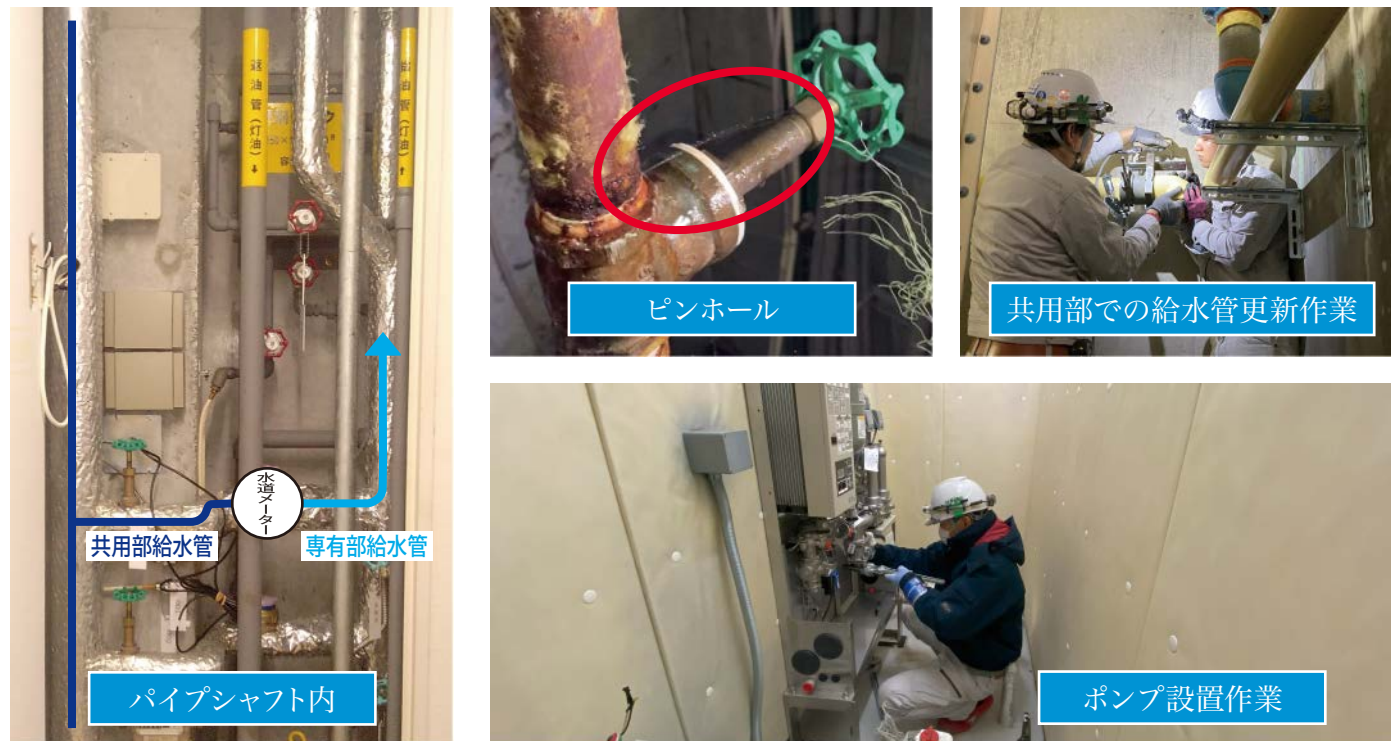 返油管(灯油)
給油管(灯油)
水道メーター
共用部給水管
専有部給水管
パイプシャフト内
ピンホール
共用部での給水管更新作業
ポンプ設置作業